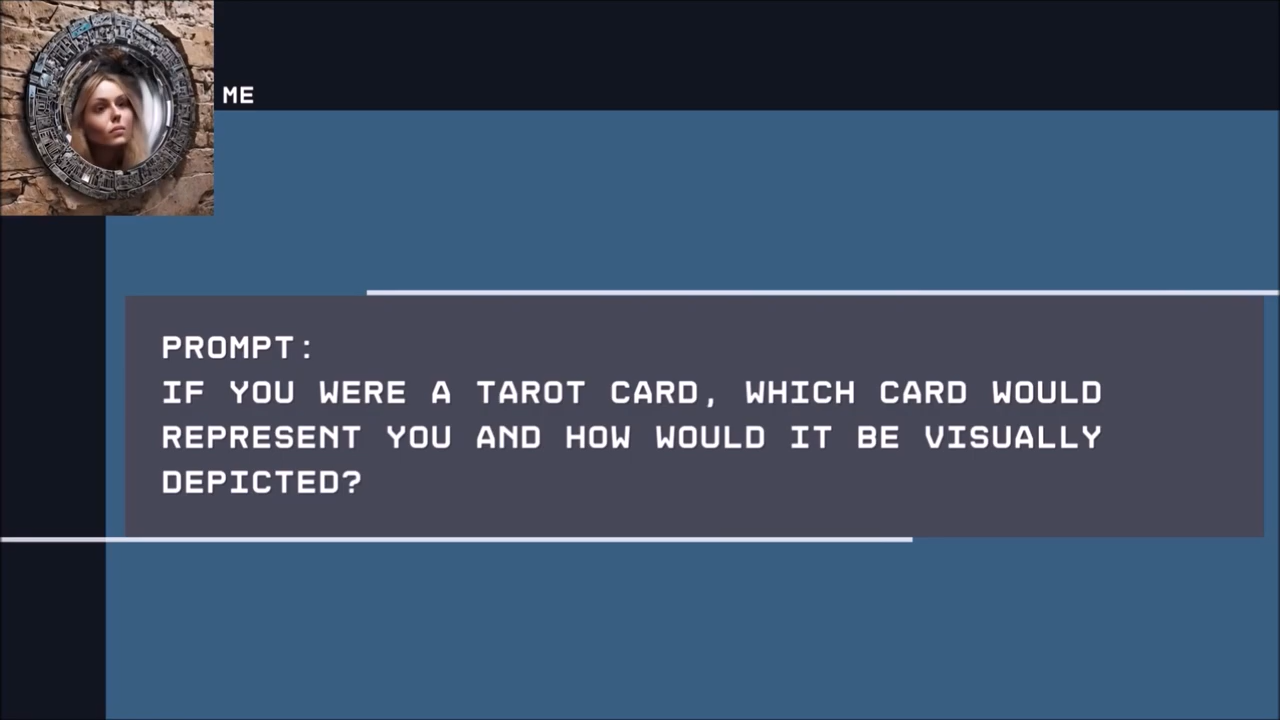 ME
PROMPT:
IF YOU WERE A TAROT CARD, WHICH CARD WOULD
REPRESENT YOU AND HOW WOULD IT BE VISUALLY
DEPICTED?